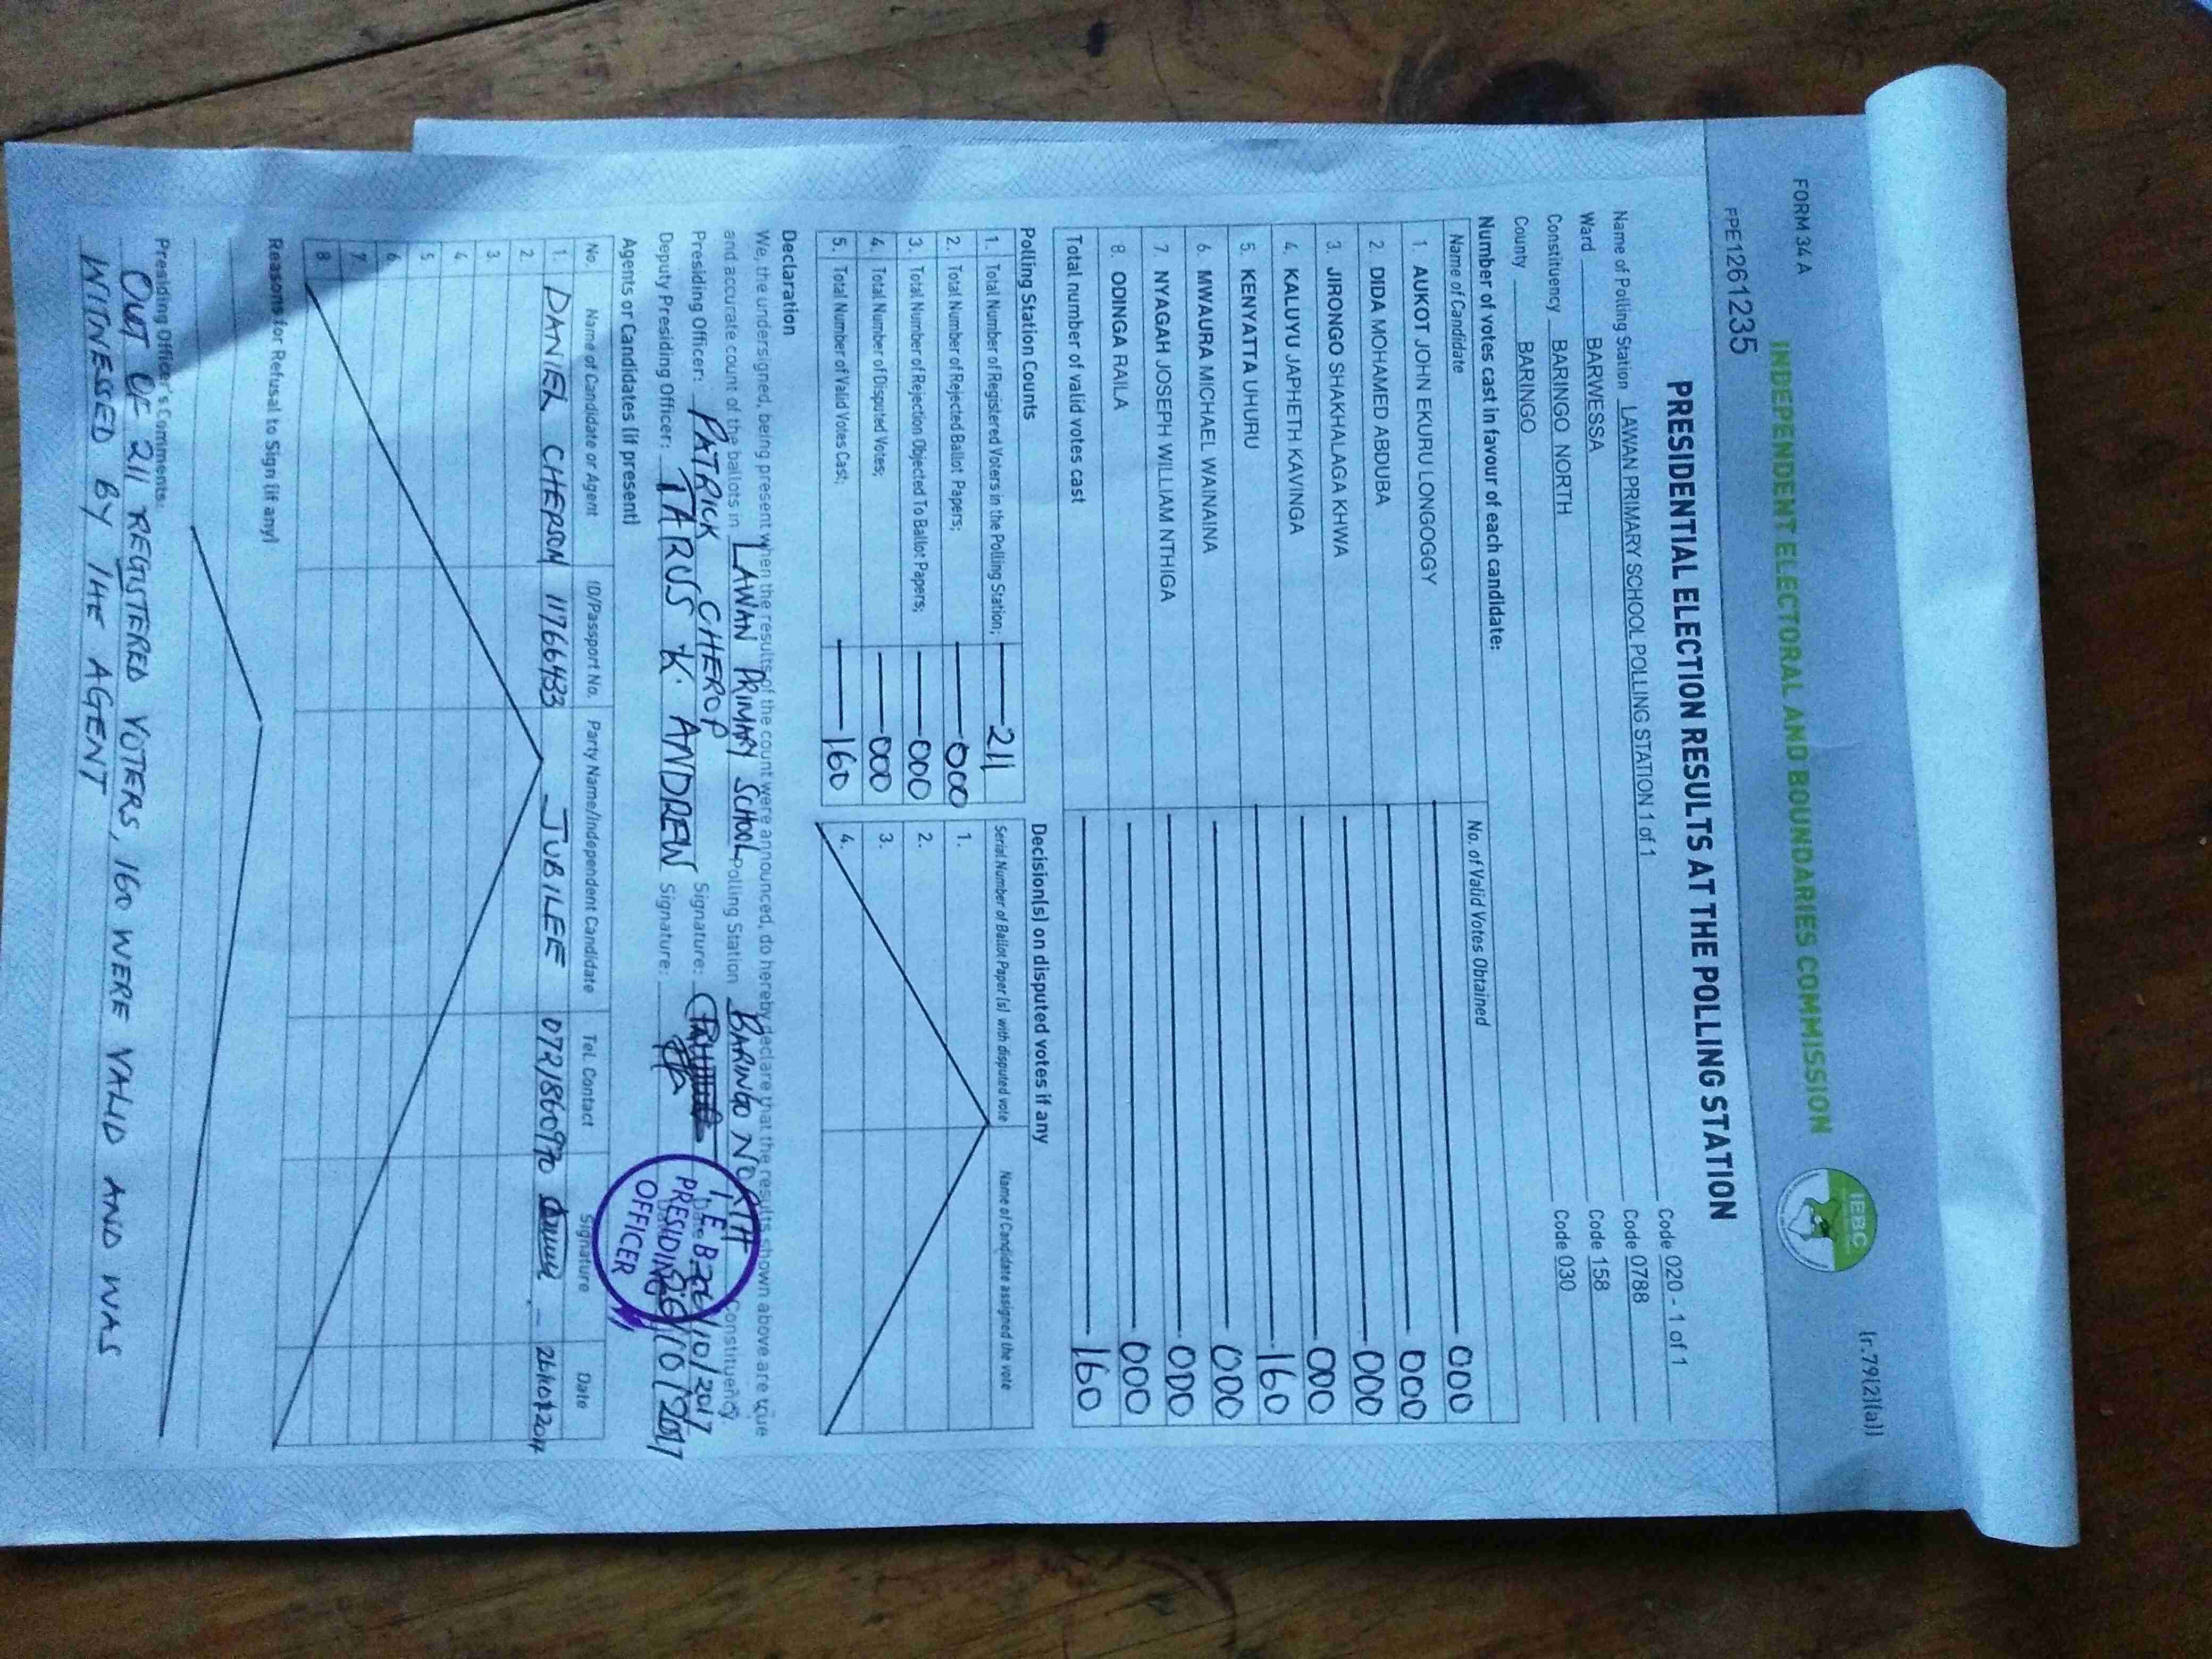 FORM 34 A
(r.79(2)(a))
INDEPENDENT ELECTORAL AND BOUNDARIES COMMISSION
IEBC
PPE1261235
PRESIDENTIAL ELECTION RESULTS AT THE POLLING STATION
Name of Polling Station LAWAN PRIMARY SCHOOL POLLING STATION 1 of 1 Code 020 - 1 of 1
Ward BARWESSA Code 0788
Constituency BARINGO NORTH Code 158
County BARINGO Code 030
Number of votes cast in favour of each candidate:
Name of Candidate No. of Valid Votes Obtained
1. AUKOT JOHN EKURU LONGOGGY 000
2. DIDA MOHAMED ABDUBA 000
3. JIRONGO SHAKHALAGA KHWA 000
4. KALUYU JAPHETH KAVINGA 000
5. KENYATTA UHURU 160
6. MWAURA MICHAEL WAINAINA 000
7. NYAGAH JOSEPH WILLIAM NTHIGA 000
8. ODINGA RAILA 000
Total number of valid votes cast 160
Polling Station Counts
1. Total Number of Registered Voters in the Polling Station; 211
2. Total Number of Rejected Ballot Papers; 000
3. Total Number of Rejection Objected To Ballot Papers; 000
4. Total Number of Disputed Votes; 000
5. Total Number of Valid Votes Cast; 160
Decision(s) on disputed votes if any
Serial Number of Ballot Paper (s) with disputed vote Name of Candidate assigned the vote
1.
2.
3.
4.
Declaration
We, the undersigned, being present when the results of the count were announced, do hereby declare that the results shown above are true
and accurate count of the ballots in LAWAN PRIMARY SCHOOL Polling Station BARINGO NORTH Constituency
Presiding Officer: PATRICK CHEROP Signature: 26/10/2017
Deputy Presiding Officer: TARUS K. ANDREW Signature: 26/10/2017
I E B C
PRESIDING
OFFICER
Agents or Candidates (if present)
No. Name of Candidate or Agent ID/Passport No. Party Name/Independent Candidate Tel. Contact Signature Date
1. DANIEL CHEPSON 11766433 JUBILEE 0721860970 26/10/2017
2.
3.
4.
5.
6.
7.
8.
Reasons for Refusal to Sign (if any)
Presiding Officer's Comments:
OUT OF 211 REGISTERED VOTERS, 160 WERE VALID AND WAS
WITNESSED BY THE AGENT